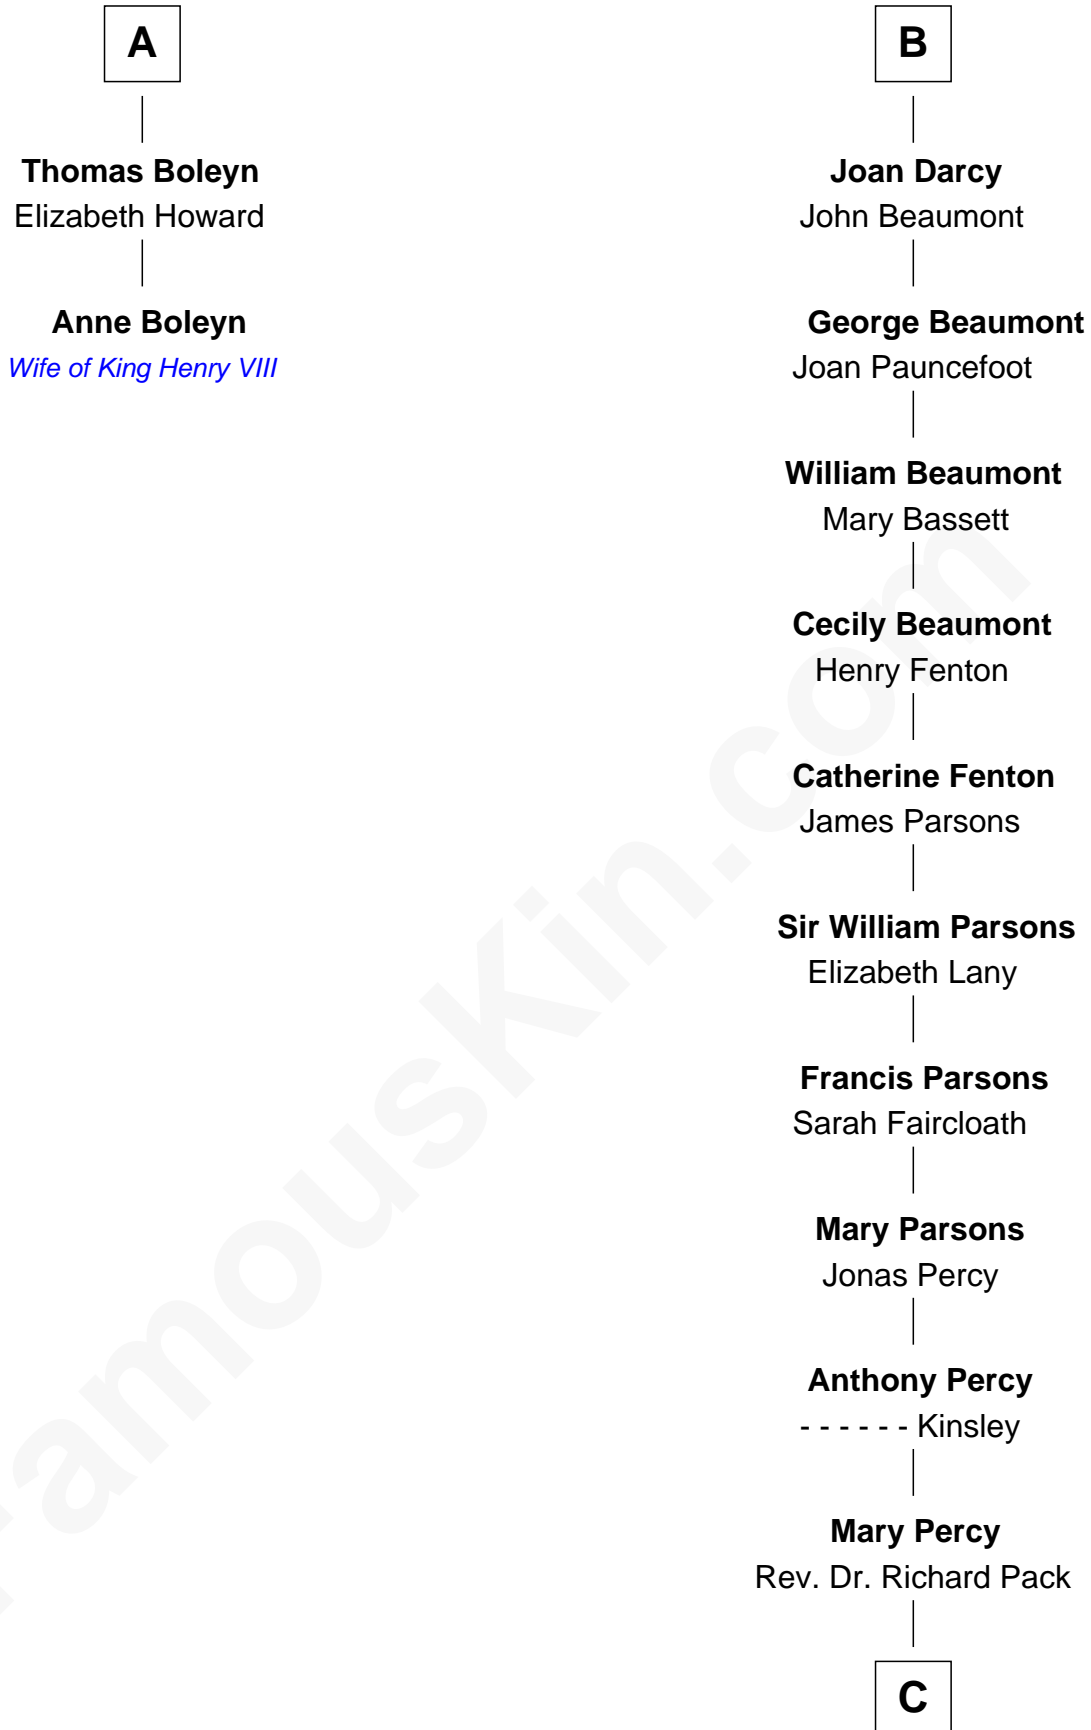 A
Thomas Boleyn
Elizabeth Howard
Anne Boleyn
Wife of King Henry VIII
B
Joan Darcy
John Beaumont
George Beaumont
Joan Pauncefoot
William Beaumont
Mary Bassett
Cecily Beaumont
Henry Fenton
Catherine Fenton
James Parsons
Sir William Parsons
Elizabeth Lany
Francis Parsons
Sarah Faircloath
Mary Parsons
Jonas Percy
Anthony Percy
- - - - - - Kinsley
Mary Percy
Rev. Dr. Richard Pack
C
FamousKin.com